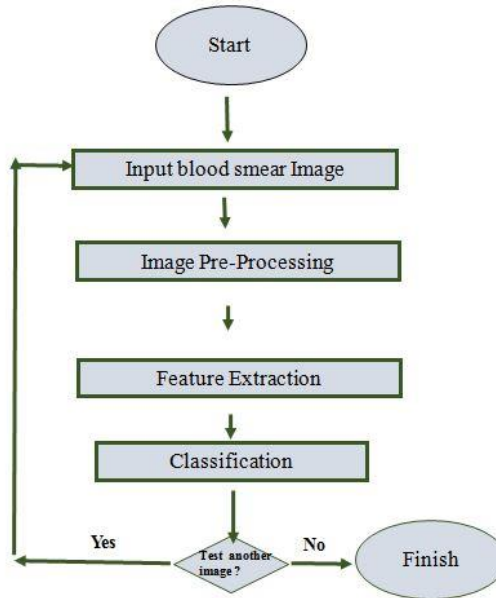 Start
Input blood smear Image
Image Pre-Processing
Feature Extraction
Classification
Test another
image?
Yes
No
Finish